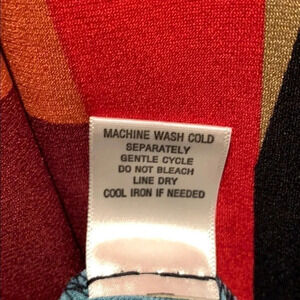 MACHINE WASH COLD
SEPARATELY
GENTLE CYCLE
DO NOT BLEACH
LINE DRY
COOL IRON IF NEEDED